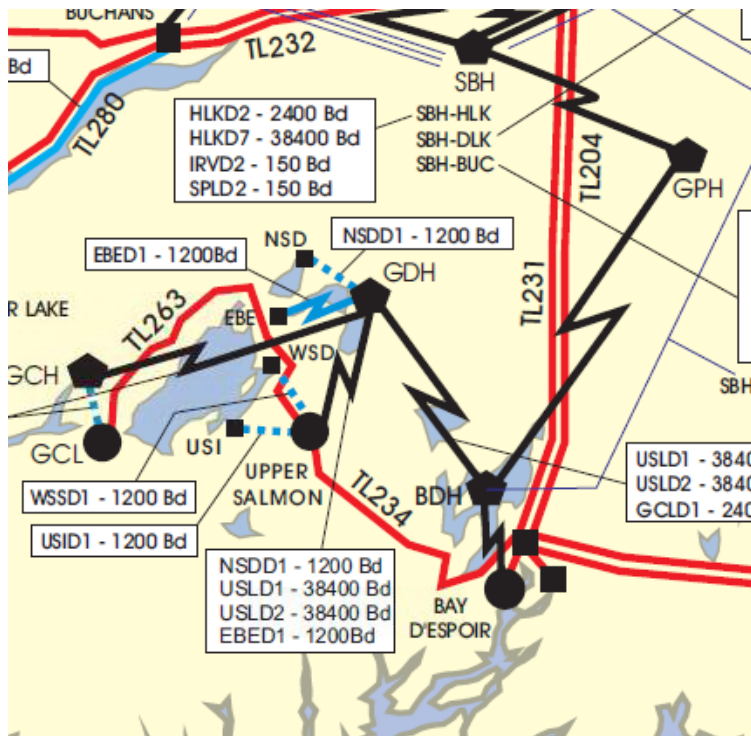 BUCHANS
TL232
Bd
TL280
SBH
HLKD2 - 2400 Bd
HLKD7 - 38400 Bd
IRVD2 - 150 Bd
SPLD2 - 150 Bd
SBH-HLK
SBH-DLK
SBH-BUC
TL204
GPH
NSD
NSDD1 - 1200 Bd
EBED1 - 1200Bd
GDH
TL231
R LAKE
TL263
EBE
WSD
GCH
SBH
GCL
USI
UPPER
SALMON
WSSD1 - 1200 Bd
USID1 - 1200 Bd
TL234
BDH
USLD1 - 3840
USLD2 - 3840
GCLD1 - 240
NSDD1 - 1200 Bd
USLD1 - 38400 Bd
USLD2 - 38400 Bd
EBED1 - 1200Bd
BAY
D'ESPOIR